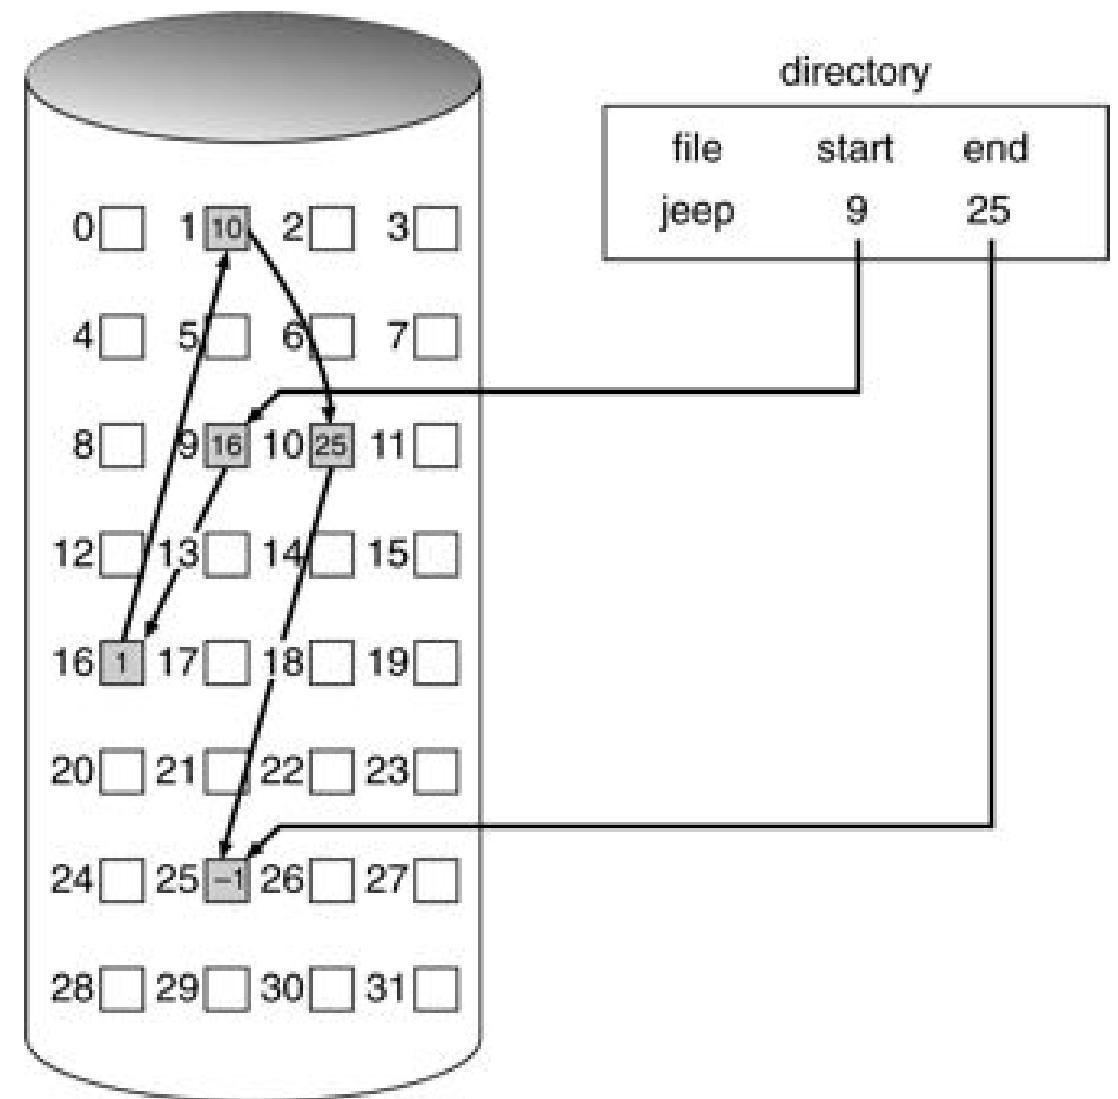 directory
file start end
jeep 9 25
0 1 10 2 3
4 5 6 7
8 9 16 10 25 11
12 13 14 15
16 1 17 18 19
20 21 22 23
24 25 –1 26 27
28 29 30 31